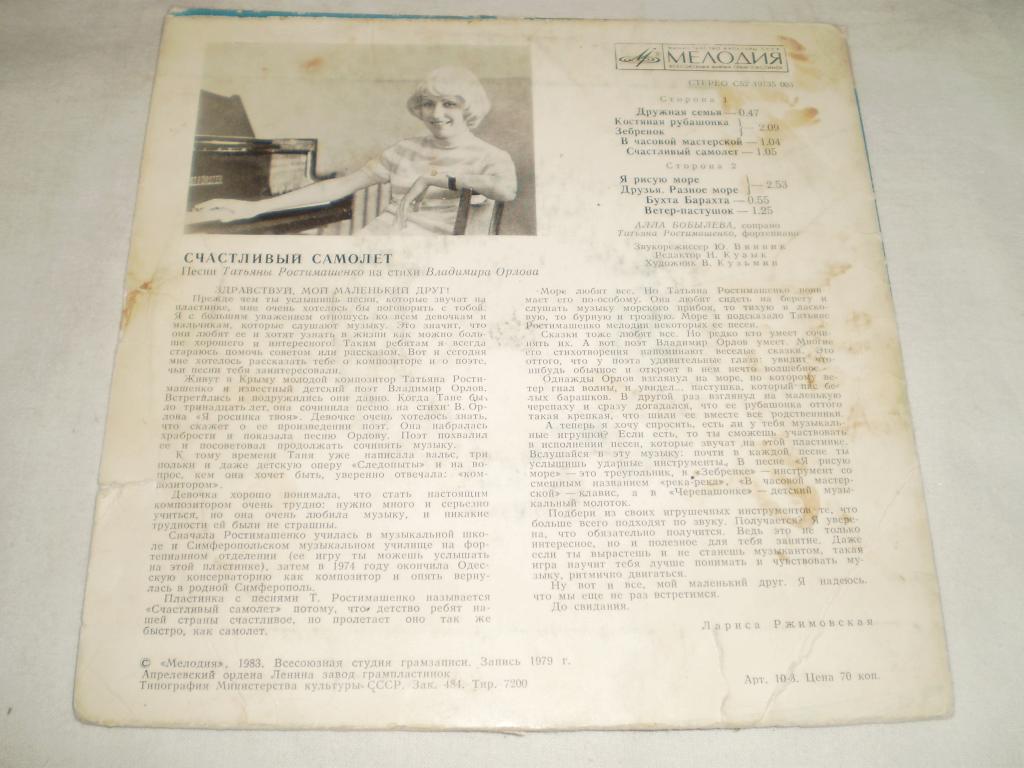 МИНИСТЕРСТВО КУЛЬТУРЫ СССР
МЕЛОДИЯ
ВСЕСОЮЗНАЯ ФИРМА ГРАМПЛАСТИНОК
СТЕРЕО С52 19735 003
Сторона 1
Дружная семья — 0.47
Костяная рубашонка
Зебренок — 2.09
В часовой мастерской — 1.04
Счастливый самолет — 1.05
Сторона 2
Я рисую море
Друзья. Разное море — 2.53
Бухта Барахта — 0.55
Ветер-пастушок — 1.25
АЛЛА БОБЫЛЕВА, сопрано
Татьяна Ростимашенко, фортепиано
Звукорежиссер Ю. Винник
Редактор Н. Кузык
Художник В. Кузьмин
СЧАСТЛИВЫЙ САМОЛЕТ
Песни Татьяны Ростимашенко на стихи Владимира Орлова
ЗДРАВСТВУЙ, МОЙ МАЛЕНЬКИЙ ДРУГ!
Прежде чем ты услышишь песни, которые звучат на
пластинке, мне очень хотелось бы поговорить с тобой.
Я с большим уважением отношусь ко всем девочкам и
мальчикам, которые слушают музыку. Это значит, что
они любят ее и хотят узнать в жизни как можно боль-
ше хорошего и интересного. Таким ребятам я всегда
стараюсь помочь советом или рассказом. Вот и сегодня
мне хотелось рассказать тебе о композиторе и о поэте,
чьи песни тебя заинтересовали.
Живут в Крыму молодой композитор Татьяна Рости-
машенко и известный детский поэт Владимир Орлов.
Встретились и подружились они давно. Когда Тане бы-
ло тринадцать лет, она сочинила песню на стихи В. Ор-
лова «Я росинка твоя». Девочке очень хотелось знать,
что скажет о ее произведении поэт. Она набралась
храбрости и показала песню Орлову. Поэт похвалил
ее и посоветовал продолжать сочинять музыку.
К тому времени Таня уже написала вальс, три
польки и даже детскую оперу «Следопыты» и на во-
прос, кем она хочет быть, уверенно отвечала: «ком-
позитором».
Девочка хорошо понимала, что стать настоящим
композитором очень трудно: нужно много и серьезно
учиться, но она очень любила музыку, и никакие
трудности ей были не страшны.
Сначала Ростимашенко училась в музыкальной шко-
ле и Симферопольском музыкальном училище на фор-
тепианном отделении (ее игру ты можешь услышать
на этой пластинке), затем в 1974 году окончила Одес-
скую консерваторию как композитор и опять верну-
лась в родной Симферополь.
Пластинка с песнями Т. Ростимашенко называется
«Счастливый самолет» потому, что детство ребят на-
шей страны счастливое, но пролетает оно так же
быстро, как самолет.
Море любят все. Но Татьяна Ростимашенко пони-
мает его по-особому. Она любит сидеть на берегу и
слушать музыку морского прибоя, то тихую и ласко-
вую, то бурную и грозную. Море и подсказало Татьяне
Ростимашенко мелодии некоторых ее песен.
Сказки тоже любят все. Но редко кто умеет сочи-
нять их. А вот поэт Владимир Орлов умеет. Многие
его стихотворения напоминают веселые сказки. Это
оттого, что у поэта удивительные глаза: увидит что-
нибудь обычное и откроет в нем нечто волшебное.
Однажды Орлов взглянул на море, по которому ве-
тер гнал волны, и увидел... пастушка, который пас бе-
лых барашков. В другой раз взглянул на маленькую
черепаху и сразу догадался, что ее рубашонка оттого
такая крепкая, что шили ее вместе все родственники.
А теперь я хочу спросить, есть ли у тебя музыкаль-
ные игрушки? Если есть, то ты сможешь участвовать
в исполнении песен, которые звучат на этой пластинке.
Вслушайся в эту музыку: почти в каждой песне ты
услышишь ударные инструменты. В песне «Я рисую
море» — это треугольник, в «Зебренке» — инструмент со
смешным названием «река-река», «В часовой мастер-
ской» — клавис, а в «Черепашонке» — детский музы-
кальный молоток.
Подбери из своих игрушечных инструментов те, что
больше всего подходят по звуку. Получается? Я увере-
на, что обязательно получится. Ведь это не только
интересное, но и полезное для тебя занятие. Даже
если ты вырастешь и не станешь музыкантом, такая
игра научит тебя лучше понимать и чувствовать му-
зыку, ритмично двигаться.
Ну вот и все, мой маленький друг. Я надеюсь,
что мы еще не раз встретимся.
До свидания.
Лариса Ржимовская
© «Мелодия», 1983. Всесоюзная студия грамзаписи. Запись 1979 г.
Апрелевский ордена Ленина завод грампластинок
Типография Министерства культуры СССР. Зак. 484. Тир. 7200
Арт. 10-3. Цена 70 коп.